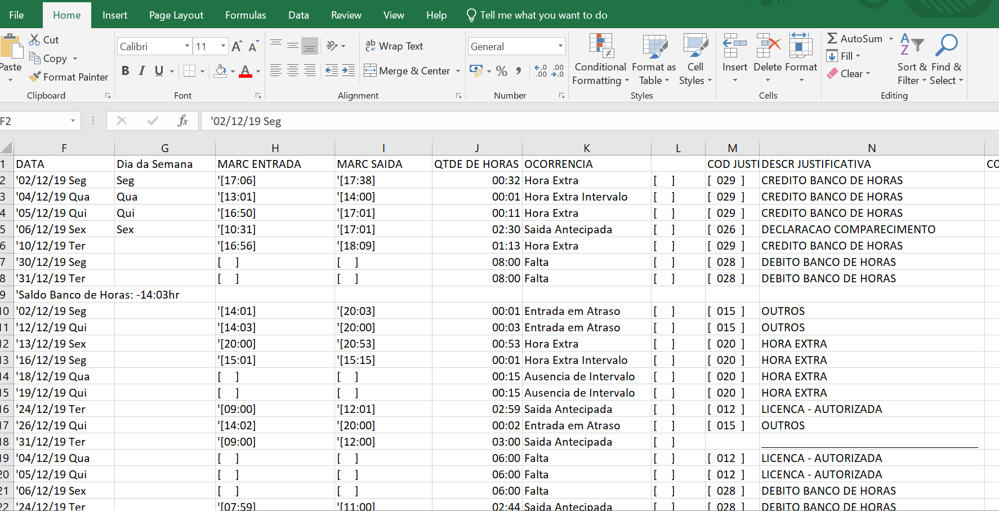 File Home Insert Page Layout Formulas Data Review View Help Tell me what you want to do
Cut
Copy
Format Painter
Paste
Clipboard
Calibri 11 A A
B I U A
Font
ab Wrap Text
Merge & Center
Alignment
General
% , .00 .00
Number
Conditional Formatting
Format as Table
Cell Styles
Styles
Insert Delete Format
Cells
AutoSum
Fill
Clear
Sort & Filter
Find & Select
Editing
F2 fx '02/12/19 Seg
F G H I J K L M N
1 DATA Dia da Semana MARC ENTRADA MARC SAIDA QTDE DE HORAS OCORRENCIA COD JUSTI DESCR JUSTIFICATIVA CO
2 '02/12/19 Seg Seg '[17:06] '[17:38] 00:32 Hora Extra [ ] [ 029 ] CREDITO BANCO DE HORAS
3 '04/12/19 Qua Qua '[13:01] '[14:00] 00:01 Hora Extra Intervalo [ ] [ 029 ] CREDITO BANCO DE HORAS
4 '05/12/19 Qui Qui '[16:50] '[17:01] 00:11 Hora Extra [ ] [ 029 ] CREDITO BANCO DE HORAS
5 '06/12/19 Sex Sex '[10:31] '[17:01] 02:30 Saida Antecipada [ ] [ 026 ] DECLARACAO COMPARECIMENTO
6 '10/12/19 Ter '[16:56] '[18:09] 01:13 Hora Extra [ ] [ 029 ] CREDITO BANCO DE HORAS
7 '30/12/19 Seg [ ] [ ] 08:00 Falta [ ] [ 028 ] DEBITO BANCO DE HORAS
8 '31/12/19 Ter [ ] [ ] 08:00 Falta [ ] [ 028 ] DEBITO BANCO DE HORAS
9 'Saldo Banco de Horas: -14:03hr
10 '02/12/19 Seg '[14:01] '[20:03] 00:01 Entrada em Atraso [ ] [ 015 ] OUTROS
11 '12/12/19 Qui '[14:03] '[20:00] 00:03 Entrada em Atraso [ ] [ 015 ] OUTROS
12 '13/12/19 Sex '[20:00] '[20:53] 00:53 Hora Extra [ ] [ 020 ] HORA EXTRA
13 '16/12/19 Seg '[15:01] '[15:15] 00:01 Hora Extra Intervalo [ ] [ 020 ] HORA EXTRA
14 '18/12/19 Qua [ ] [ ] 00:15 Ausencia de Intervalo [ ] [ 020 ] HORA EXTRA
15 '19/12/19 Qui [ ] [ ] 00:15 Ausencia de Intervalo [ ] [ 020 ] HORA EXTRA
16 '24/12/19 Ter '[09:00] '[12:01] 02:59 Saida Antecipada [ ] [ 012 ] LICENCA - AUTORIZADA
17 '26/12/19 Qui '[14:02] '[20:00] 00:02 Entrada em Atraso [ ] [ 015 ] OUTROS
18 '31/12/19 Ter '[09:00] '[12:00] 03:00 Saida Antecipada [ ]
19 '04/12/19 Qua [ ] [ ] 06:00 Falta [ ] [ 012 ] LICENCA - AUTORIZADA
20 '05/12/19 Qui [ ] [ ] 06:00 Falta [ ] [ 012 ] LICENCA - AUTORIZADA
21 '06/12/19 Sex [ ] [ ] 06:00 Falta [ ] [ 028 ] DEBITO BANCO DE HORAS
22 '24/12/19 Ter '[07:59] '[11:00] 02:44 Saida Antecipada [ ] [ 028 ] DEBITO BANCO DE HORAS